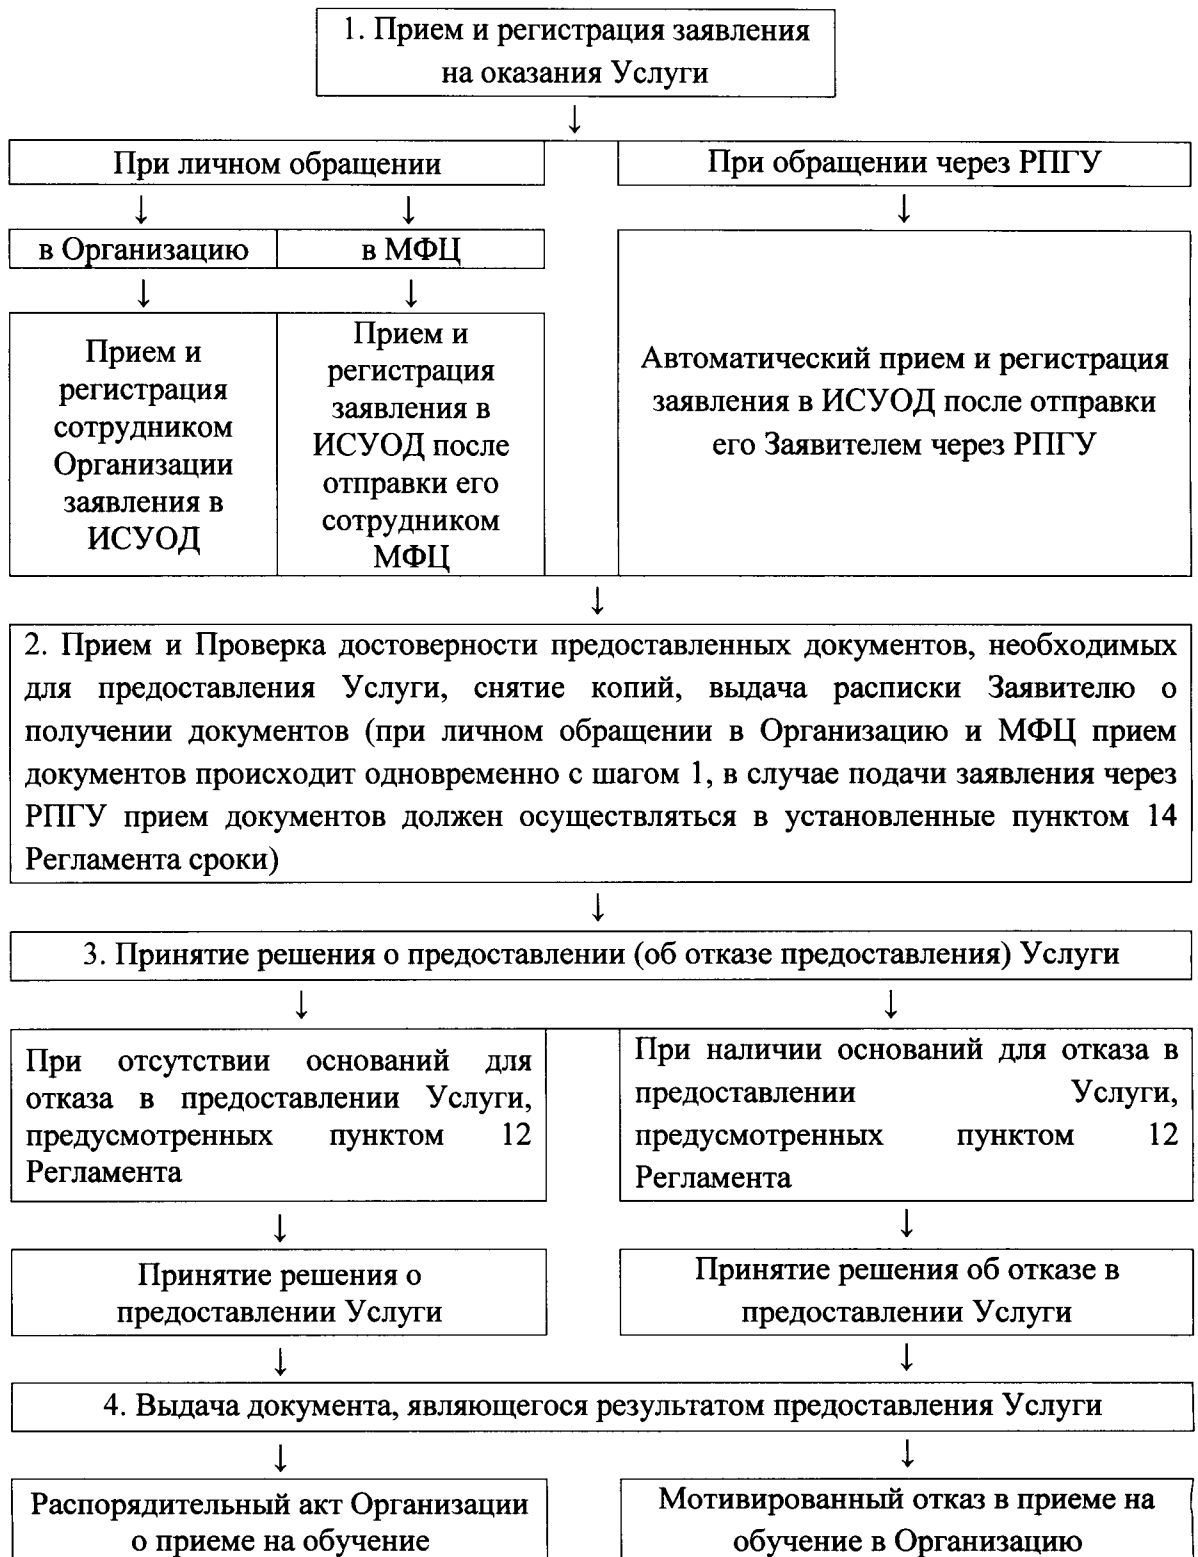 1. Прием и регистрация заявления
на оказания Услуги
↓
При личном обращении
При обращении через РПГУ
↓ ↓ ↓
в Организацию
в МФЦ
↓ ↓
Прием и
регистрация
сотрудником
Организации
заявления в
ИСУОД
Прием и
регистрация
заявления в
ИСУОД после
отправки его
сотрудником
МФЦ
Автоматический прием и регистрация
заявления в ИСУОД после отправки
его Заявителем через РПГУ
↓
2. Прием и Проверка достоверности предоставленных документов, необходимых
для предоставления Услуги, снятие копий, выдача расписки Заявителю о
получении документов (при личном обращении в Организацию и МФЦ прием
документов происходит одновременно с шагом 1, в случае подачи заявления через
РПГУ прием документов должен осуществляться в установленные пунктом 14
Регламента сроки)
↓
3. Принятие решения о предоставлении (об отказе предоставления) Услуги
↓ ↓
При отсутствии оснований для
отказа в предоставлении Услуги,
предусмотренных пунктом 12
Регламента
При наличии оснований для отказа в
предоставлении Услуги,
предусмотренных пунктом 12
Регламента
↓ ↓
Принятие решения о
предоставлении Услуги
Принятие решения об отказе в
предоставлении Услуги
↓ ↓
4. Выдача документа, являющегося результатом предоставления Услуги
↓ ↓
Распорядительный акт Организации
о приеме на обучение
Мотивированный отказ в приеме на
обучение в Организацию